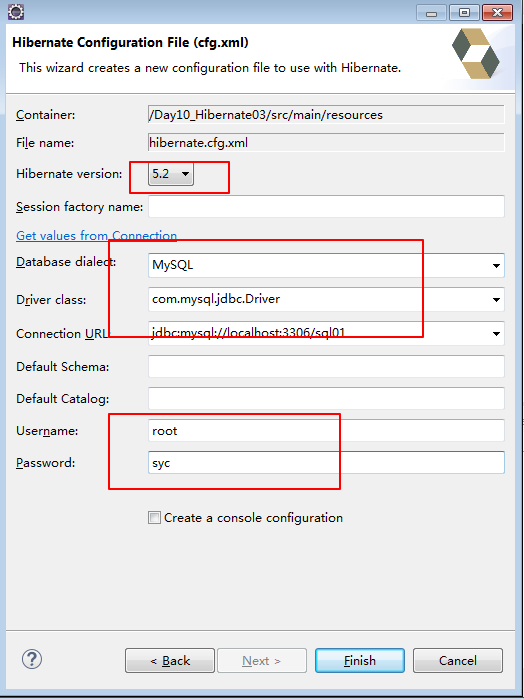 Hibernate Configuration File (cfg.xml)
This wizard creates a new configuration file to use with Hibernate.
Container: /Day10_Hibernate03/src/main/resources
File name: hibernate.cfg.xml
Hibernate version: 5.2
Session factory name:
Get values from Connection
Database dialect: MySQL
Driver class: com.mysql.jdbc.Driver
Connection URL: jdbc:mysql://localhost:3306/sql01
Default Schema:
Default Catalog:
Username: root
Password: syc
Create a console configuration
< Back Next > Finish Cancel